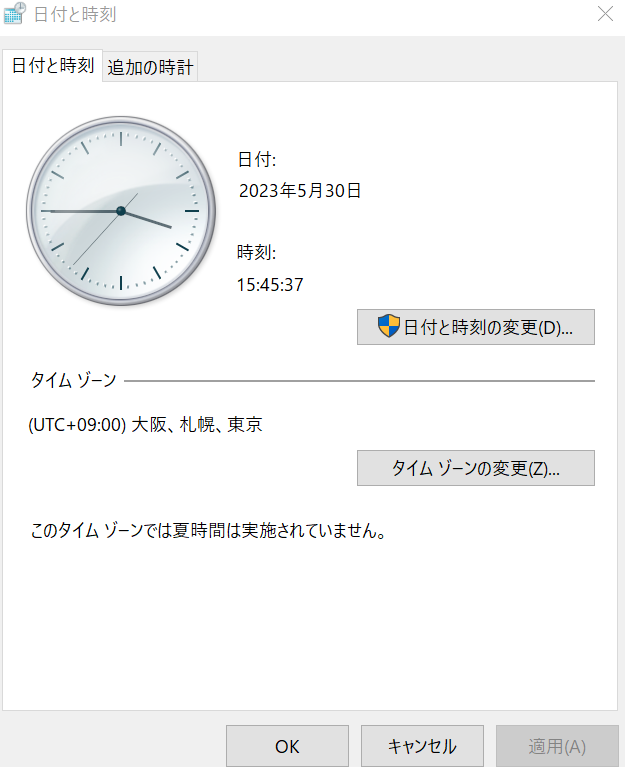 日付と時刻
日付と時刻
追加の時計
日付:
2023年5月30日
時刻:
15:45:37
日付と時刻の変更(D)...
タイム ゾーン
(UTC+09:00) 大阪、札幌、東京
タイム ゾーンの変更(Z)...
このタイム ゾーンでは夏時間は実施されていません。
OK
キャンセル
適用(A)